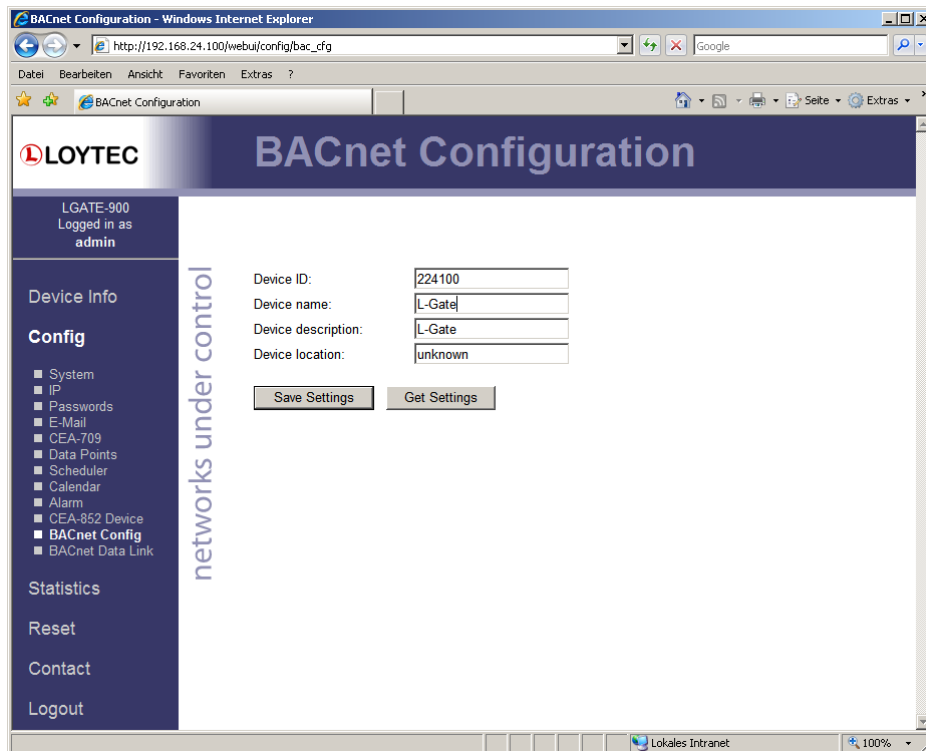 BACnet Configuration - Windows Internet Explorer
http://192.168.24.100/webui/config/bac_cfg
Google
Datei Bearbeiten Ansicht Favoriten Extras ?
BACnet Configuration
Seite Extras
LOYTEC
BACnet Configuration
LGATE-900
Logged in as
admin
Device Info
Config
System
IP
Passwords
E-Mail
CEA-709
Data Points
Scheduler
Calendar
Alarm
CEA-852 Device
BACnet Config
BACnet Data Link
Statistics
Reset
Contact
Logout
networks under control
Device ID: 224100
Device name: L-Gate
Device description: L-Gate
Device location: unknown
Save Settings Get Settings
Lokales Intranet 100%